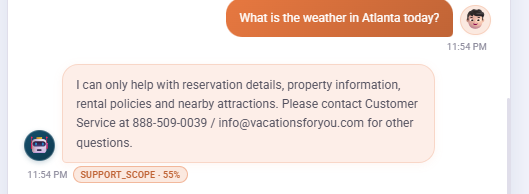 What is the weather in Atlanta today?
11:54 PM
I can only help with reservation details, property information,
rental policies and nearby attractions. Please contact Customer
Service at 888-509-0039 / info@vacationsforyou.com for other
questions.
11:54 PM SUPPORT_SCOPE · 55%